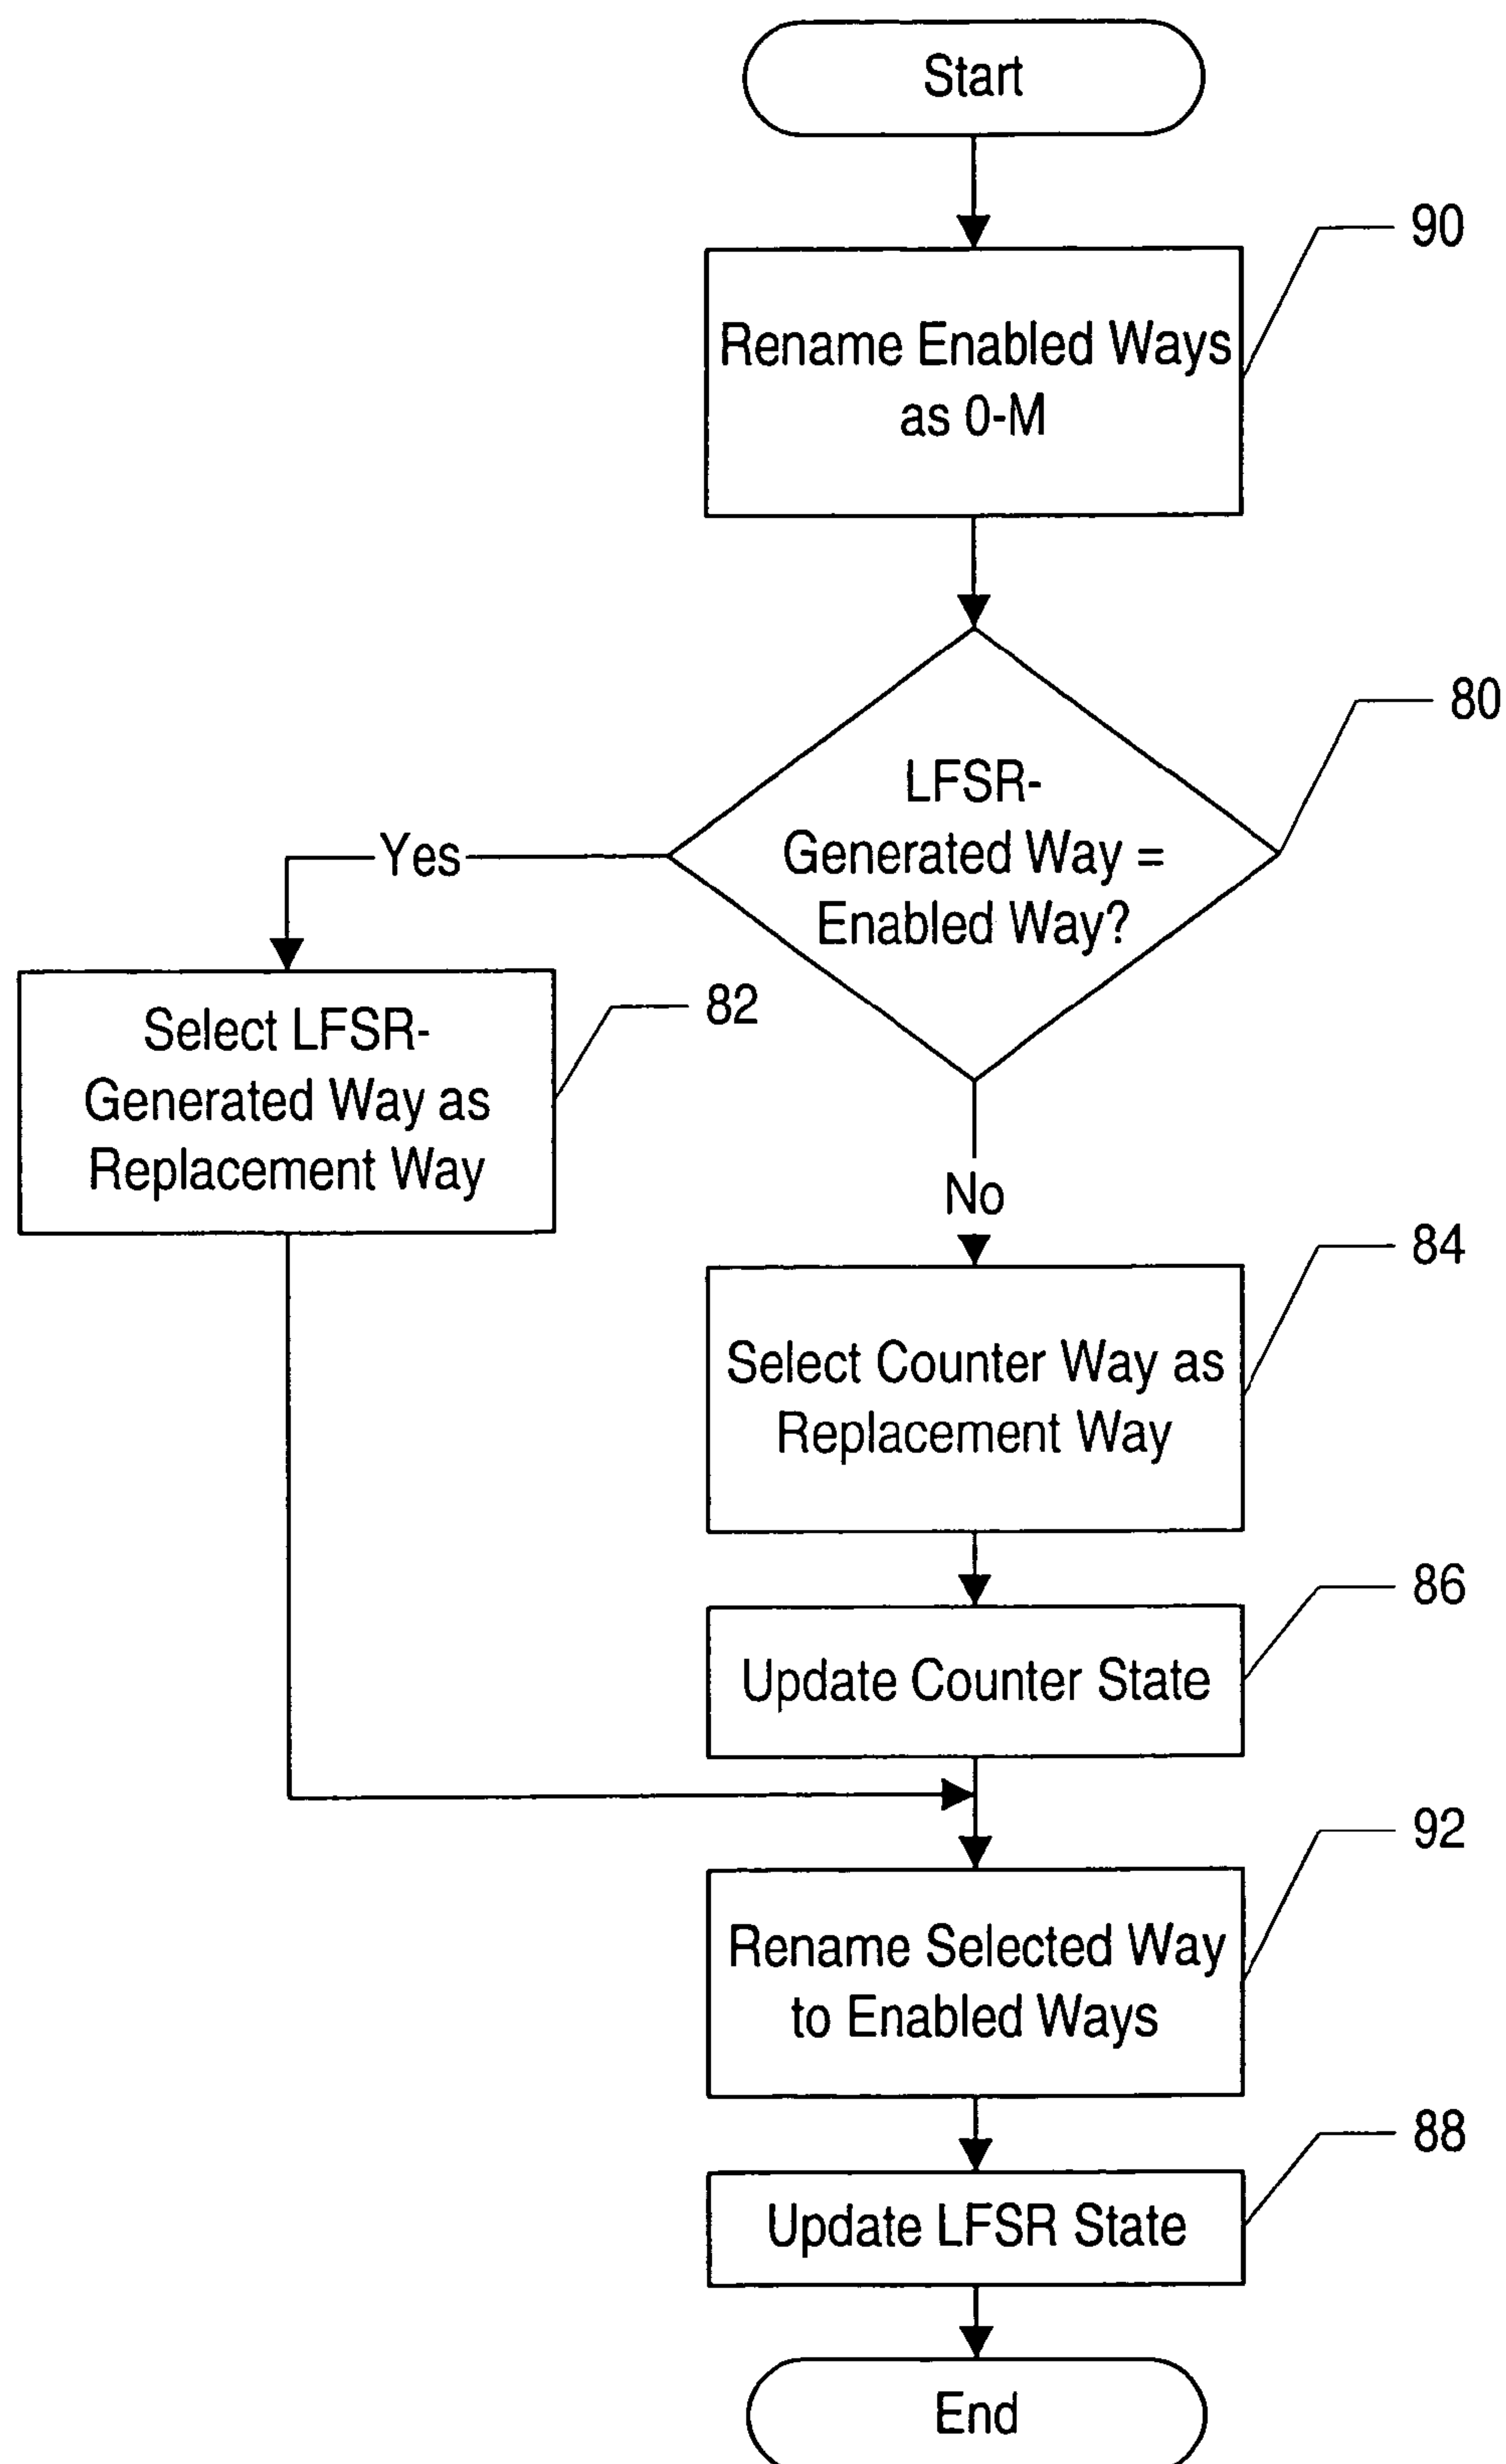 Start
90
Rename Enabled Ways
as 0-M
80
LFSR-
Generated Way =
Enabled Way?
Yes
82
Select LFSR-
Generated Way as
Replacement Way
No
84
Select Counter Way as
Replacement Way
86
Update Counter State
92
Rename Selected Way
to Enabled Ways
88
Update LFSR State
End